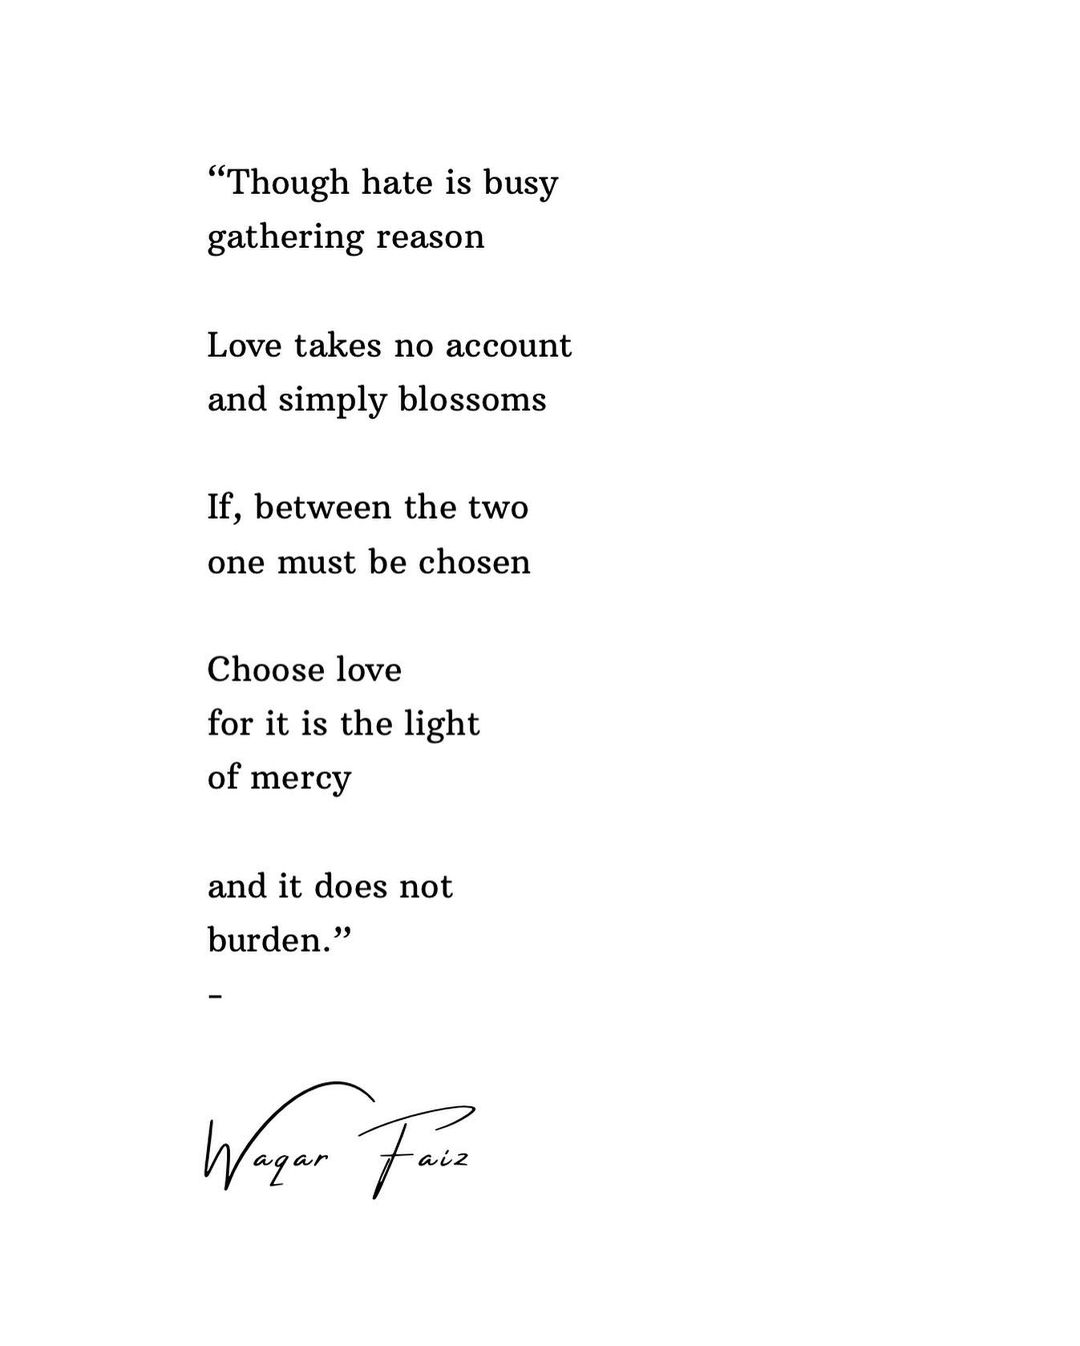 “Though hate is busy
gathering reason
Love takes no account
and simply blossoms
If, between the two
one must be chosen
Choose love
for it is the light
of mercy
and it does not
burden.”
-
Waqar Faiz